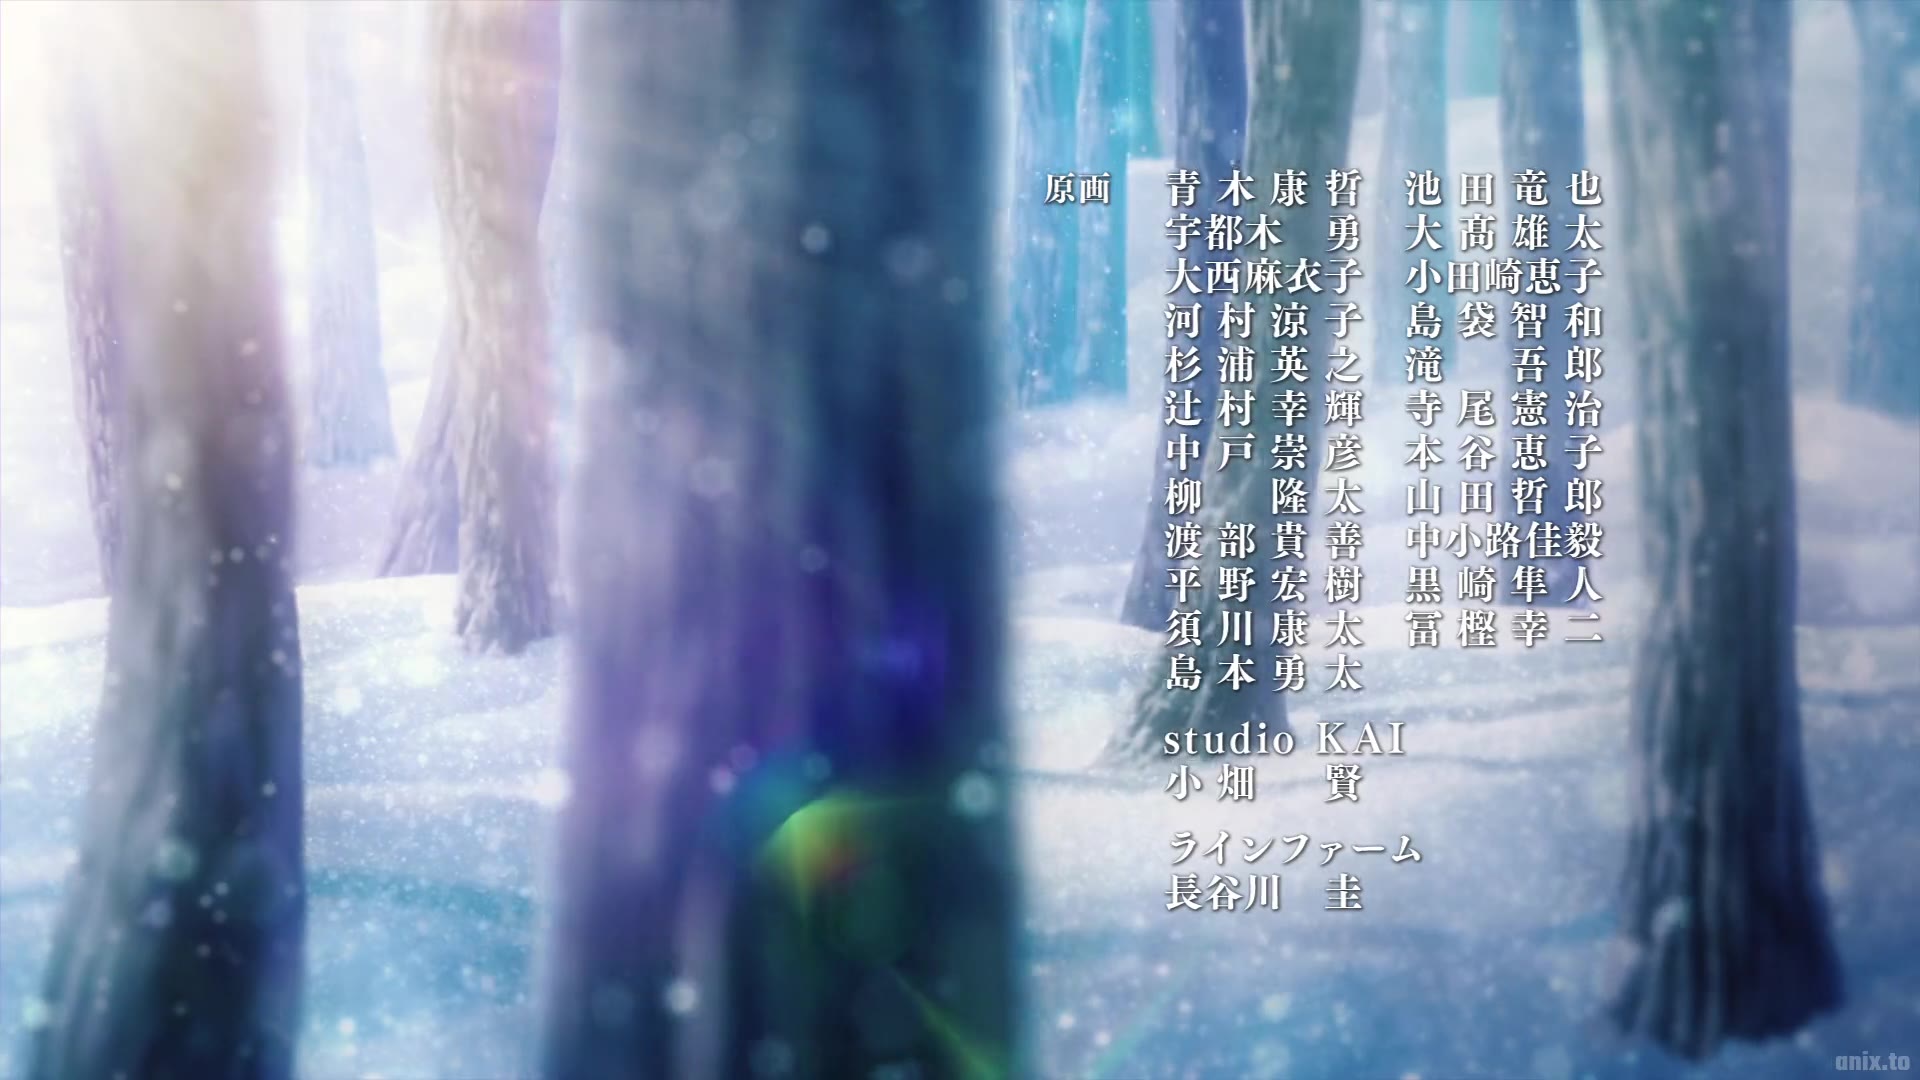 原画 青木康哲 池田竜也
宇都木 勇 大髙雄太
大西麻衣子 小田崎恵子
河村涼子 島袋智和
杉浦英之 滝 吾郎
辻村幸輝 寺尾憲治
中戸崇彦 本谷恵子
柳 隆太 山田哲郎
渡部貴善 中小路佳毅
平野宏樹 黒崎隼人
須川康太 冨樫幸二
島本勇太
studio KAI
小畑 賢
ラインファーム
長谷川 圭
anix.to